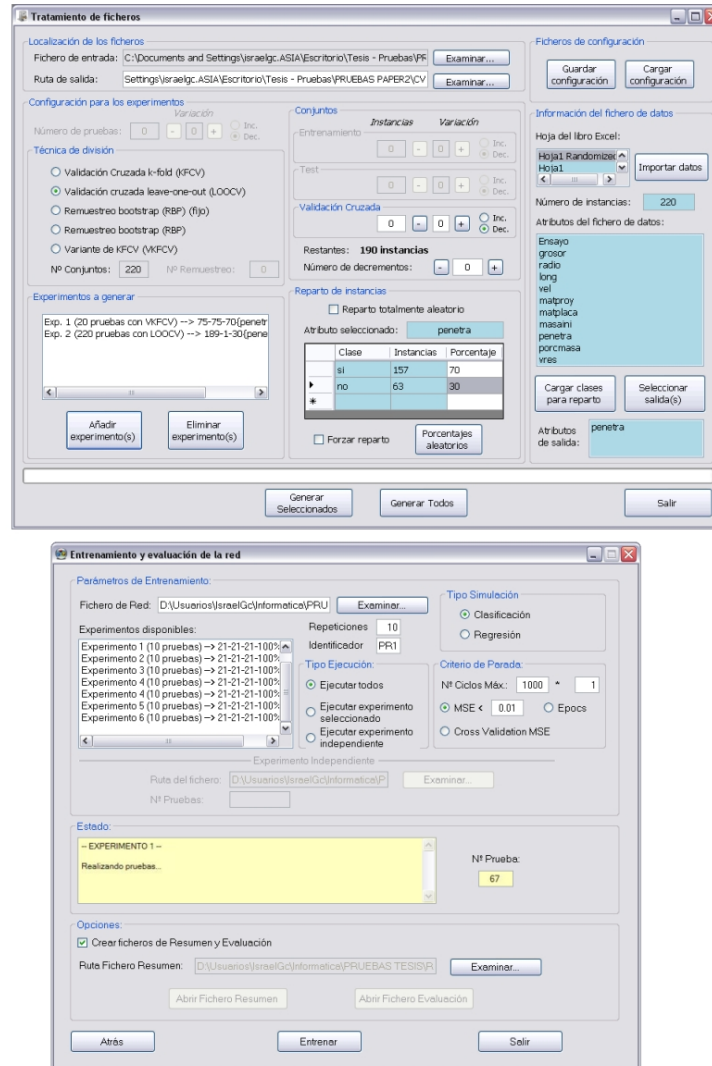 Tratamiento de ficheros
Localización de los ficheros
Fichero de entrada: C:\Documents and Settings\israelgc.ASIA\Escritorio\Tesis - Pruebas\PF Examinar...
Ruta de salida: Settings\israelgc.ASIA\Escritorio\Tesis - Pruebas\PRUEBAS PAPER2\CV Examinar...
Ficheros de configuración
Guardar configuración
Cargar configuración
Configuración para los experimentos
Variación
Número de pruebas: 0 - 0 + Inc.
Dec.
Técnica de división
Validación Cruzada k-fold (KFCV)
Validación cruzada leave-one-out (LOOCV)
Remuestreo bootstrap (RBP) (fijo)
Remuestreo bootstrap (RBP)
Variante de KFCV (VKFCV)
Nº Conjuntos: 220 Nº Remuestreo: 0
Conjuntos
Instancias Variación
Entrenamiento
0 - 0 + Inc.
Dec.
Test
0 - 0 + Inc.
Dec.
Validación Cruzada
0 - 0 + Inc.
Dec.
Restantes: 190 instancias
Número de decrementos: - 0 +
Información del fichero de datos
Hoja del libro Excel:
Hoja1 Randomized
Hoja1
Importar datos
Número de instancias: 220
Atributos del fichero de datos:
Ensayo
grosor
radio
long
vel
matproy
matplaca
masaini
penetra
porcmasa
vres
Cargar clases para reparto
Seleccionar salida(s)
Atributos de salida: penetra
Experimentos a generar
Exp. 1 (20 pruebas con VKFCV) --> 75-75-70{penetr
Exp. 2 (220 pruebas con LOOCV) --> 189-1-30{pene
Añadir experimento(s)
Eliminar experimento(s)
Reparto de instancias
Reparto totalmente aleatorio
Atributo seleccionado: penetra
Clase Instancias Porcentaje
si 157 70
no 63 30
Forzar reparto
Porcentajes aleatorios
Generar Seleccionados
Generar Todos
Salir
Entrenamiento y evaluación de la red
Parámetros de Entrenamiento:
Fichero de Red: D:\Usuarios\IsraelGc\Informatica\PRU Examinar...
Experimentos disponibles:
Experimento 1 (10 pruebas) --> 21-21-21-100%
Experimento 2 (10 pruebas) --> 21-21-21-100%
Experimento 3 (10 pruebas) --> 21-21-21-100%
Experimento 4 (10 pruebas) --> 21-21-21-100%
Experimento 4 (10 pruebas) --> 21-21-21-100%
Experimento 5 (10 pruebas) --> 21-21-21-100%
Experimento 6 (10 pruebas) --> 21-21-21-100%
Repeticiones 10
Identificador PR1
Tipo Ejecución:
Ejecutar todos
Ejecutar experimento seleccionado
Ejecutar experimento independiente
Tipo Simulación
Clasificación
Regresión
Criterio de Parada:
Nº Ciclos Máx.: 1000 * 1
MSE < 0.01 Epocs
Cross Validation MSE
Experimento Independiente
Ruta del fichero: D:\Usuarios\IsraelGc\Informatica\P Examinar...
Nº Pruebas:
Estado:
-- EXPERIMENTO 1 --
Realizando pruebas...
Nº Prueba:
67
Opciones:
Crear ficheros de Resumen y Evaluación
Ruta Fichero Resumen: D:\Usuarios\IsraelGc\Informatica\PRUEBAS TESIS\R Examinar...
Abrir Fichero Resumen
Abrir Fichero Evaluación
Atrás
Entrenar
Salir